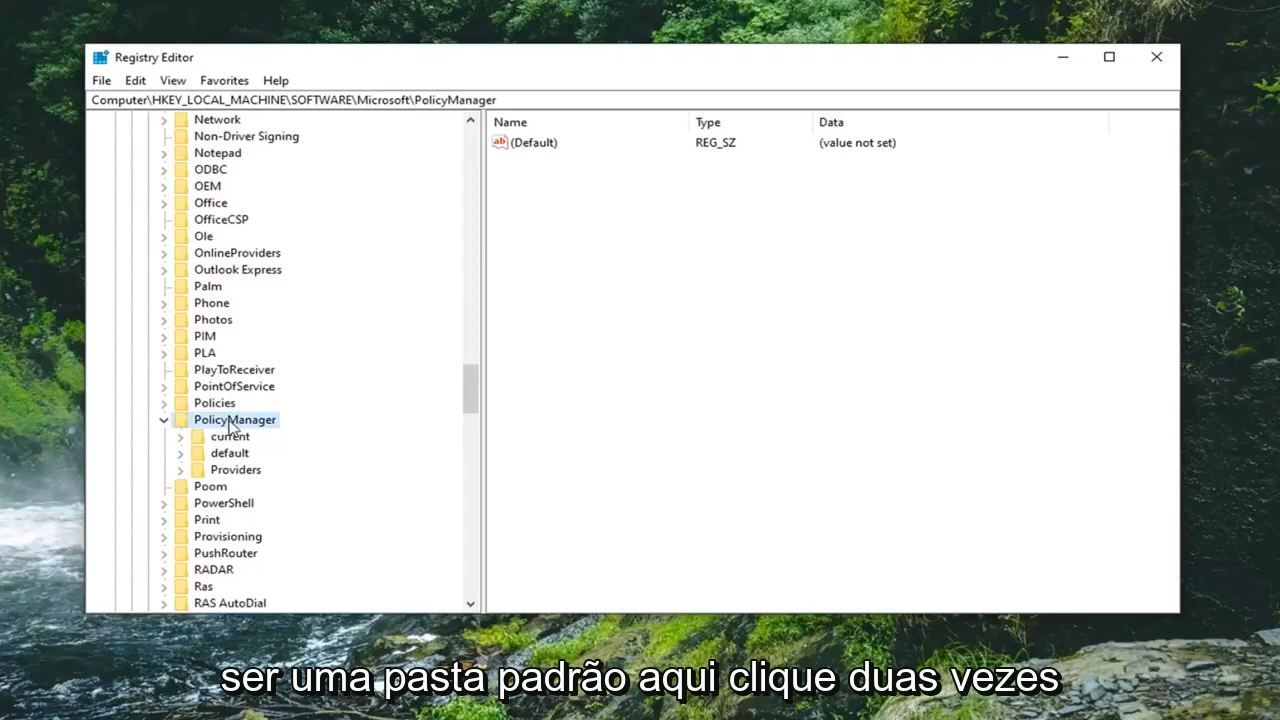 Registry Editor
File Edit View Favorites Help
Computer\HKEY_LOCAL_MACHINE\SOFTWARE\Microsoft\PolicyManager
Network
Non-Driver Signing
Notepad
ODBC
OEM
Office
OfficeCSP
Ole
OnlineProviders
Outlook Express
Palm
Phone
Photos
PIM
PLA
PlayToReceiver
PointOfService
Policies
PolicyManager
current
default
Providers
Poom
PowerShell
Print
Provisioning
PushRouter
RADAR
Ras
RAS AutoDial
Name Type Data
ab (Default) REG_SZ (value not set)
ser uma pasta padrão aqui clique duas vezes